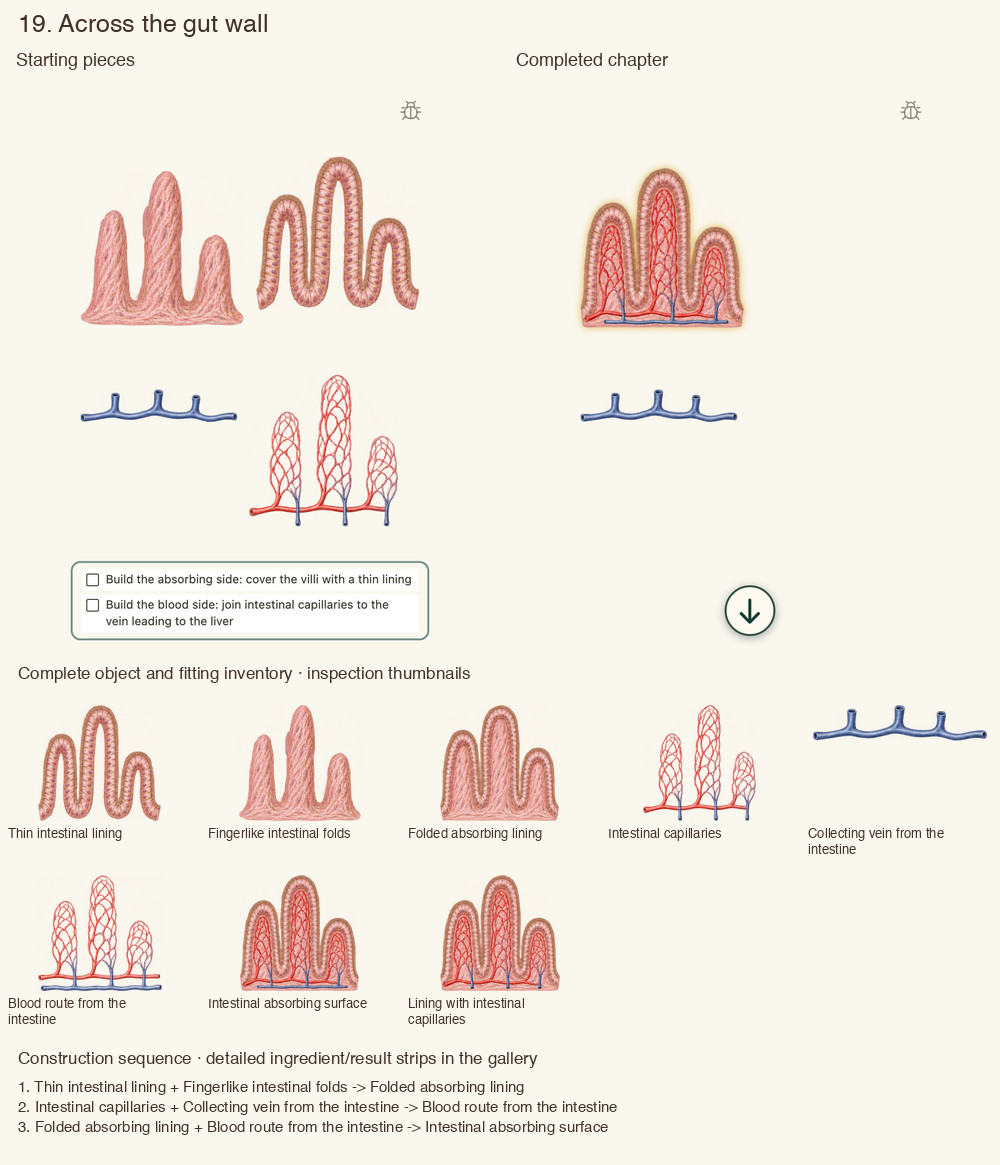 19. Across the gut wall
Starting pieces
Completed chapter
Build the absorbing side: cover the villi with a thin lining
Build the blood side: join intestinal capillaries to the
vein leading to the liver
Complete object and fitting inventory · inspection thumbnails
Thin intestinal lining
Fingerlike intestinal folds
Folded absorbing lining
Intestinal capillaries
Collecting vein from the
intestine
Blood route from the
intestine
Intestinal absorbing surface
Lining with intestinal
capillaries
Construction sequence · detailed ingredient/result strips in the gallery
1. Thin intestinal lining + Fingerlike intestinal folds -> Folded absorbing lining
2. Intestinal capillaries + Collecting vein from the intestine -> Blood route from the intestine
3. Folded absorbing lining + Blood route from the intestine -> Intestinal absorbing surface